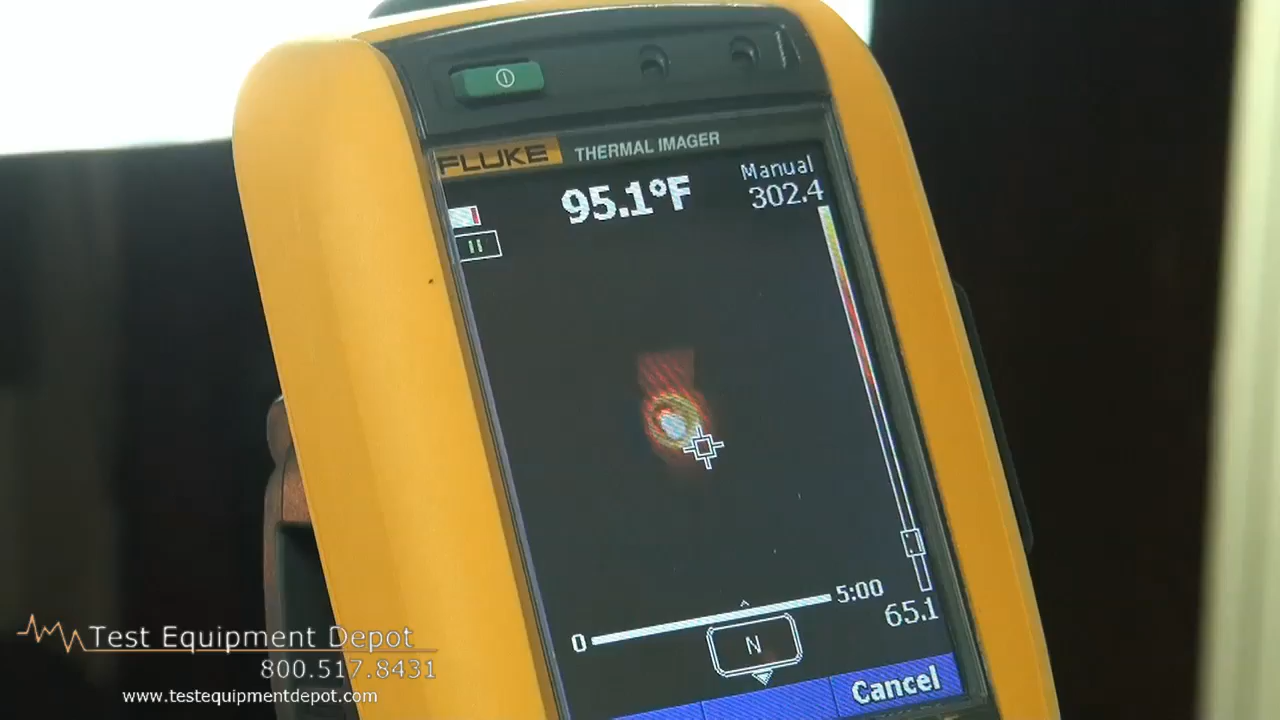 FLUKE THERMAL IMAGER
95.1°F
Manual
302.4
0
5:00
65.1
N
Cancel
Test Equipment Depot
800.517.8431
www.testequipmentdepot.com